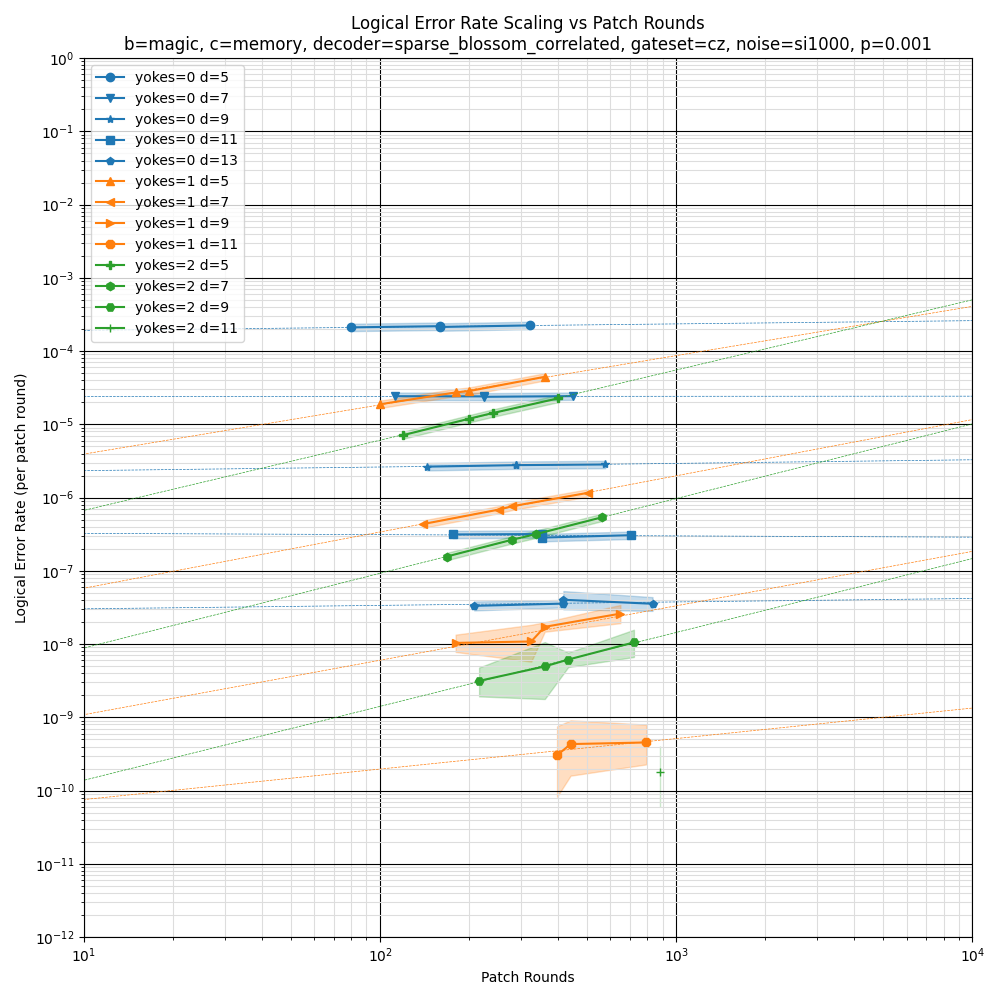 Logical Error Rate Scaling vs Patch Rounds
b=magic, c=memory, decoder=sparse_blossom_correlated, gateset=cz, noise=si1000, p=0.001
yokes=0 d=5
yokes=0 d=7
yokes=0 d=9
yokes=0 d=11
yokes=0 d=13
yokes=1 d=5
yokes=1 d=7
yokes=1 d=9
yokes=1 d=11
yokes=2 d=5
yokes=2 d=7
yokes=2 d=9
yokes=2 d=11
Logical Error Rate (per patch round)
10⁰
10⁻¹
10⁻²
10⁻³
10⁻⁴
10⁻⁵
10⁻⁶
10⁻⁷
10⁻⁸
10⁻⁹
10⁻¹⁰
10⁻¹¹
10⁻¹²
10¹ 10² 10³ 10⁴
Patch Rounds